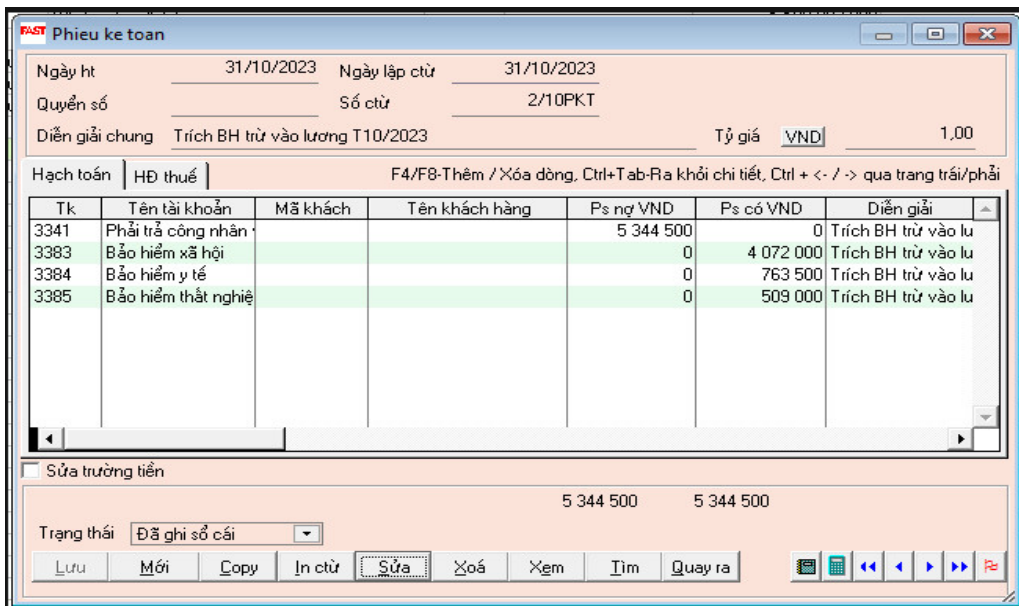 FAST Phieu ke toan
Ngày ht 31/10/2023 Ngày lập ctừ 31/10/2023
Quyển số Số ctừ 2/10PKT
Diễn giải chung Trích BH trừ vào lương T10/2023 Tỷ giá VND 1,00
Hạch toán HĐ thuế F4/F8-Thêm / Xóa dòng, Ctrl+Tab-Ra khỏi chi tiết, Ctrl + <- / -> qua trang trái/phải
Tk Tên tài khoản Mã khách Tên khách hàng Ps nợ VND Ps có VND Diễn giải
3341 Phải trả công nhân 5 344 500 0 Trích BH trừ vào lu
3383 Bảo hiểm xã hội 0 4 072 000 Trích BH trừ vào lu
3384 Bảo hiểm y tế 0 763 500 Trích BH trừ vào lu
3385 Bảo hiểm thất nghiệ 0 509 000 Trích BH trừ vào lu
Sửa trường tiền
5 344 500 5 344 500
Trạng thái Đã ghi sổ cái
Lưu Mới Copy In ctừ Sửa Xoá Xem Tìm Quay ra